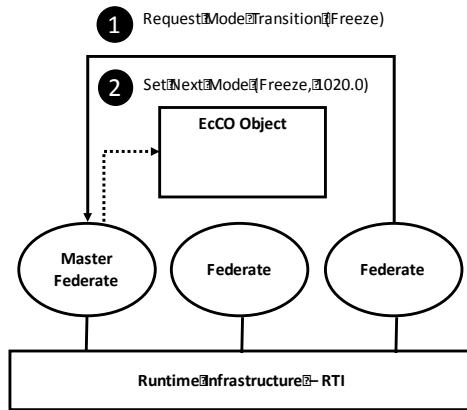 1 Request Mode Transition (Freeze)
2 Set Next Mode (Freeze, 1020.0)
EcCO Object
Master
Federate
Federate
Federate
Runtime Infrastructure – RTI